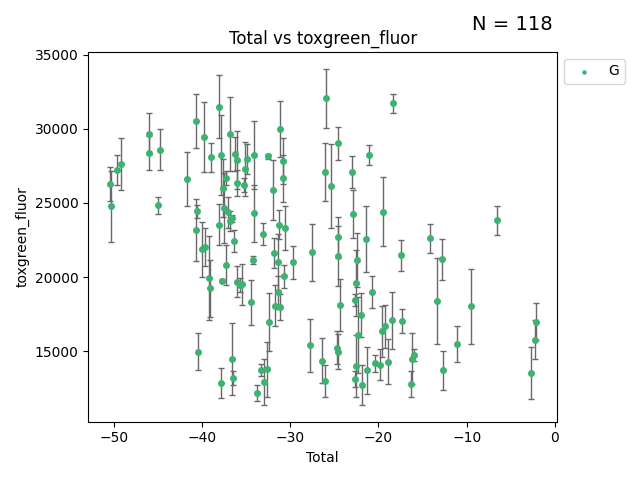 N = 118
Total vs toxgreen_fluor
G
toxgreen_fluor
35000
30000
25000
20000
15000
−50
−40
−30
−20
−10
0
Total